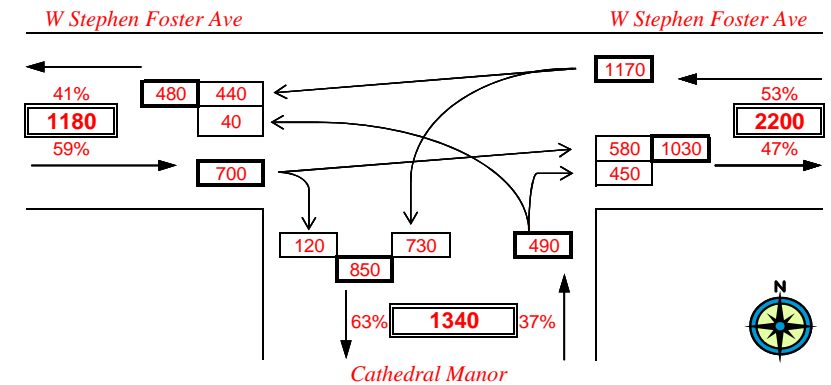 W Stephen Foster Ave W Stephen Foster Ave
1170
41% 480 440 53%
1180 40 2200
59% 580 1030 47%
700 450
120 730 490
850
63% 1340 37%
N
Cathedral Manor